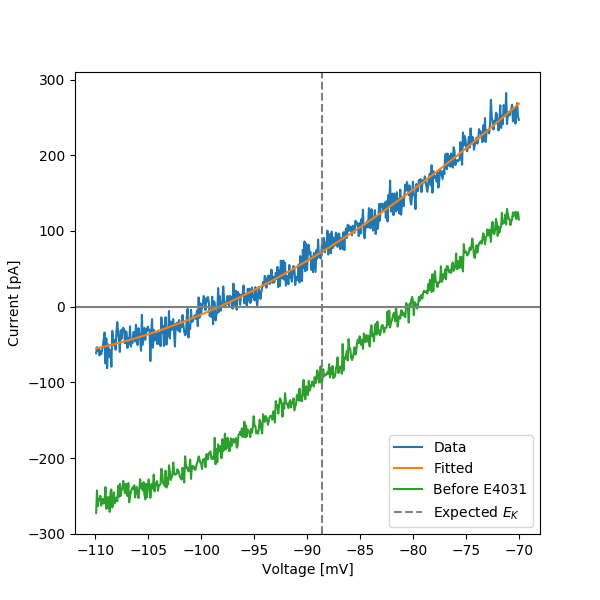 300
200
100
0
−100
−200
−300
Current [pA]
Data
Fitted
Before E4031
Expected E_K
−110 −105 −100 −95 −90 −85 −80 −75 −70
Voltage [mV]